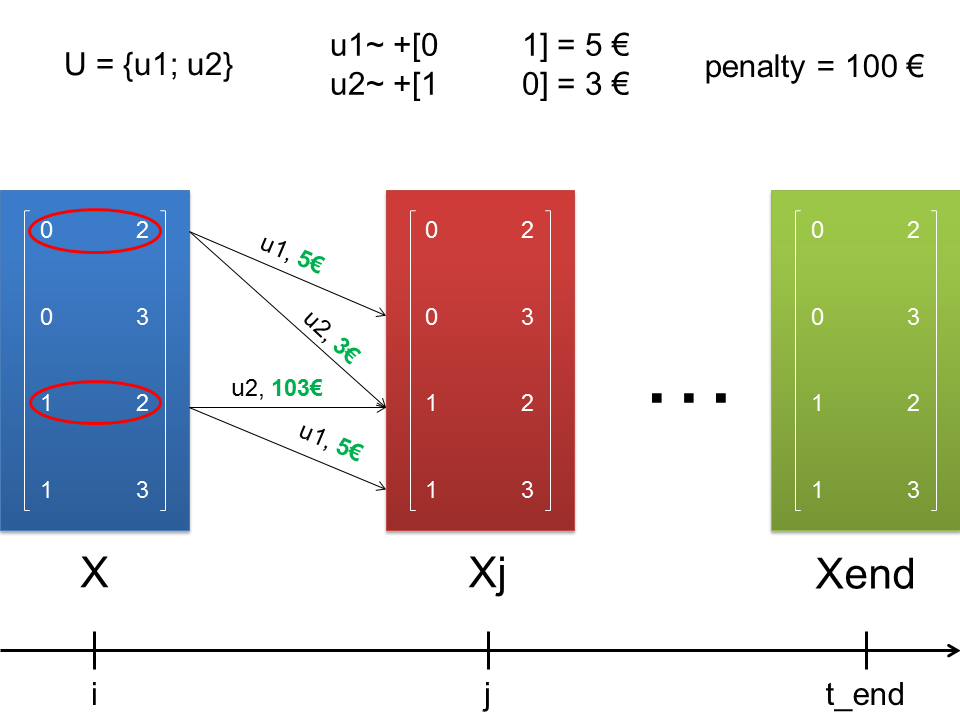 U = {u1; u2}
u1~ +[0 1] = 5 €
u2~ +[1 0] = 3 €
penalty = 100 €
0 2
0 3
1 2
1 3
u1, 5€
u2, 3€
u2, 103€
u1, 5€
0 2
0 3
1 2
1 3
...
0 2
0 3
1 2
1 3
X
Xj
Xend
i
j
t_end